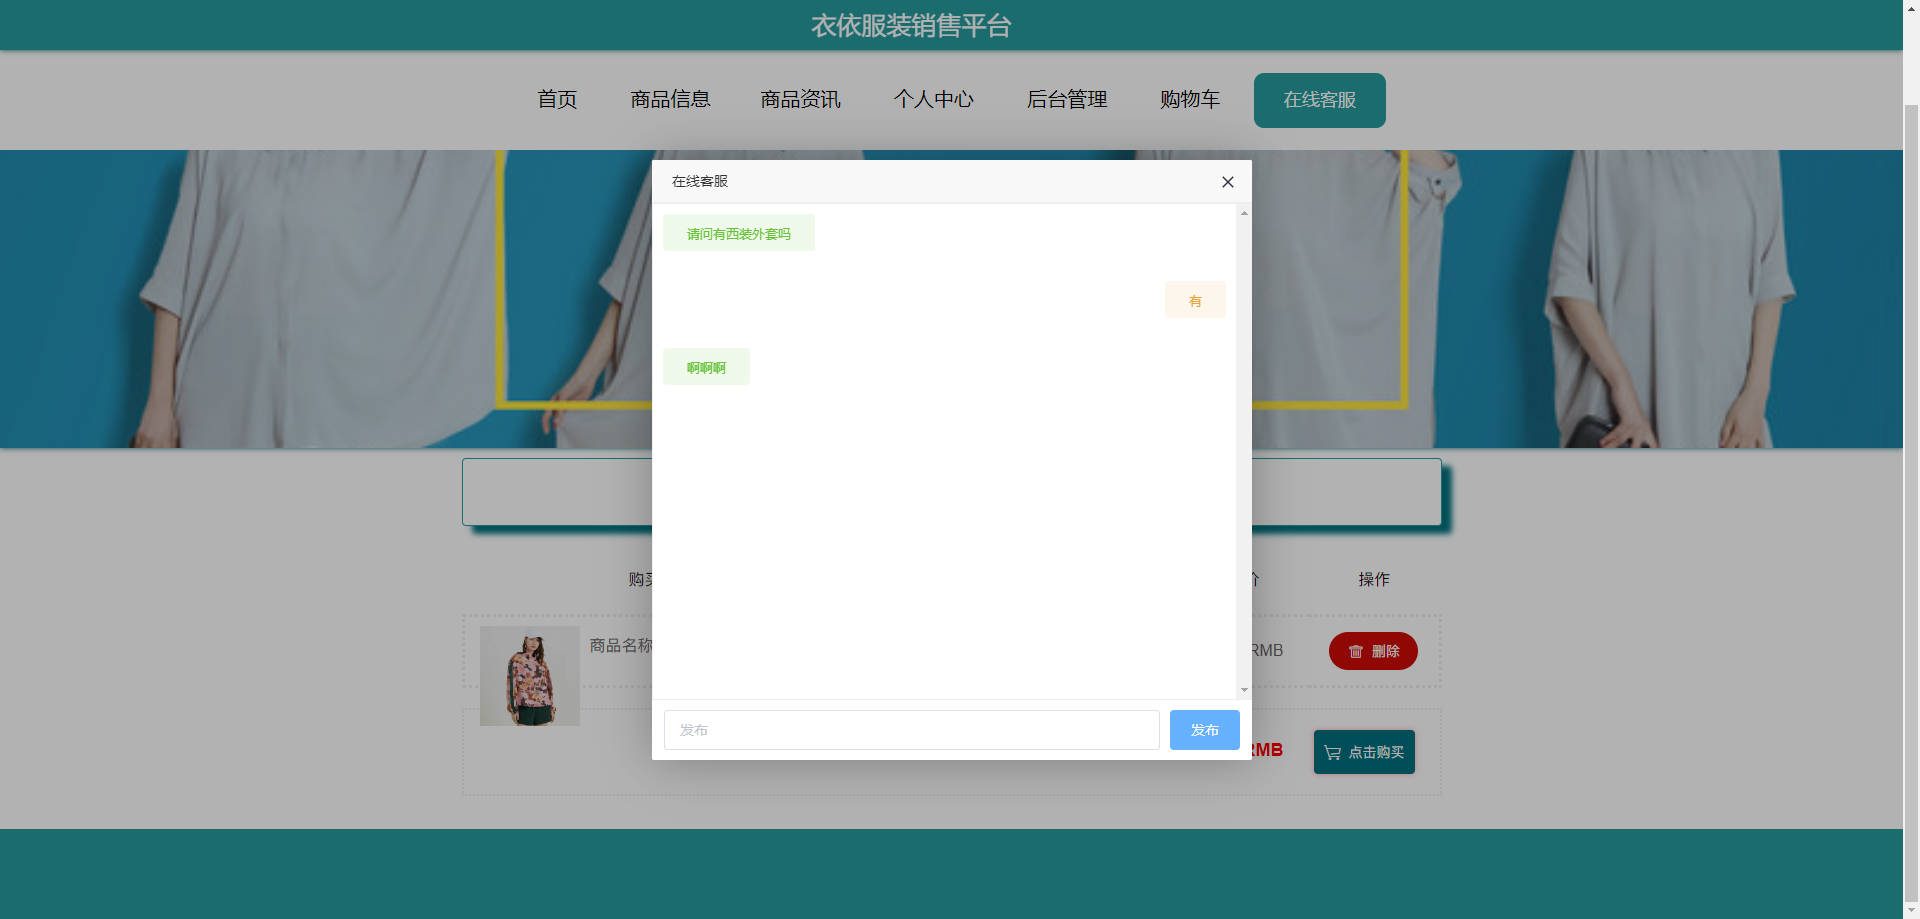 衣依服装销售平台
首页 商品信息 商品资讯 个人中心 后台管理 购物车 在线客服
在线客服
请问有西装外套吗
有
啊啊啊
购 操作
商品名称 RMB 删除
发布 发布
RMB 点击购买